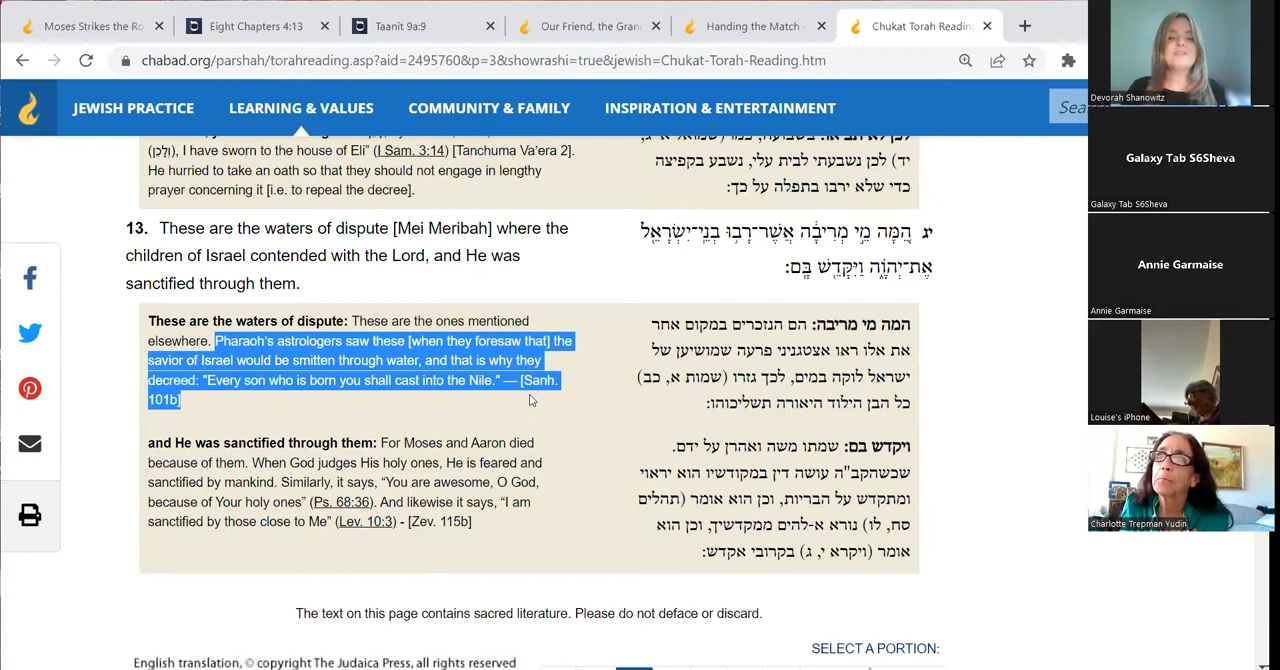 Moses Strikes the Ro
Eight Chapters 4:13
Taanit 9a:9
Our Friend, the Gran
Handing the Match -
Chukat Torah Readin
chabad.org/parshah/torahreading.asp?aid=2495760&p=3&showrashi=true&jewish=Chukat-Torah-Reading.htm
JEWISH PRACTICE
LEARNING & VALUES
COMMUNITY & FAMILY
INSPIRATION & ENTERTAINMENT
Sea
(וְלָכֵן), I have sworn to the house of Eli” (I Sam. 3:14) [Tanchuma Va’era 2].
He hurried to take an oath so that they should not engage in lengthy
prayer concerning it [i.e. to repeal the decree].
לכן לא תביאו: בשבועה, כמו (שמואל א' ג,
יד) לכן נשבעתי לבית עלי, נשבע בקפיצה
כדי שלא ירבו בתפלה על כך:
13. These are the waters of dispute [Mei Meribah] where the
children of Israel contended with the Lord, and He was
sanctified through them.
יג הֵ֚מָּה מֵ֣י מְרִיבָ֔ה אֲשֶׁר־רָב֥וּ בְנֵֽי־יִשְׂרָאֵ֖ל
אֶת־יְהֹוָ֑ה וַיִּקָּדֵ֖שׁ בָּֽם:
These are the waters of dispute: These are the ones mentioned
elsewhere. Pharaoh’s astrologers saw these [when they foresaw that] the
savior of Israel would be smitten through water, and that is why they
decreed: “Every son who is born you shall cast into the Nile.” — [Sanh.
101b]
המה מי מריבה: הם הנזכרים במקום אחר
את אלו ראו אצטגניני פרעה שמושיען של
ישראל לוקה במים, לכך גזרו (שמות א, כב)
כל הבן הילוד היאורה תשליכוהו:
and He was sanctified through them: For Moses and Aaron died
because of them. When God judges His holy ones, He is feared and
sanctified by mankind. Similarly, it says, “You are awesome, O God,
because of Your holy ones” (Ps. 68:36). And likewise it says, “I am
sanctified by those close to Me” (Lev. 10:3) - [Zev. 115b]
ויקדש בם: שמתו משה ואהרן על ידם.
שכשהקב"ה עושה דין במקודשיו הוא יראוי
ומתקדש על הבריות, וכן הוא אומר (תהלים
סח, לו) נורא א-להים ממקדשיך, וכן הוא
אומר (ויקרא י, ג) בקרובי אקדש:
The text on this page contains sacred literature. Please do not deface or discard.
SELECT A PORTION:
English translation, © copyright The Judaica Press, all rights reserved
Devorah Shanowitz
Galaxy Tab S6Sheva
Galaxy Tab S6Sheva
Annie Garmaise
Annie Garmaise
Louise's iPhone
Charlotte Trepman Yudin